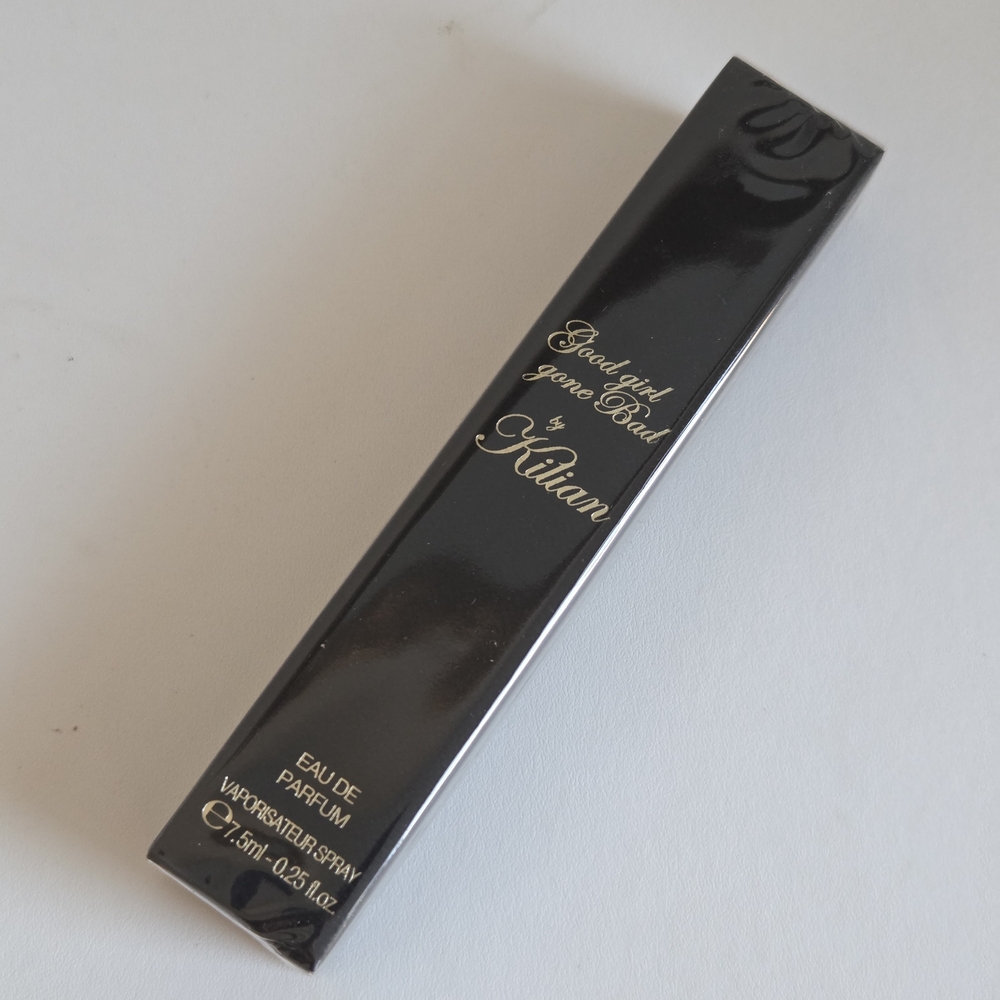 Good girl
gone Bad
by
Kilian
EAU DE
PARFUM
VAPORISATEUR SPRAY
℮7.5ml - 0.25 fl.oz.